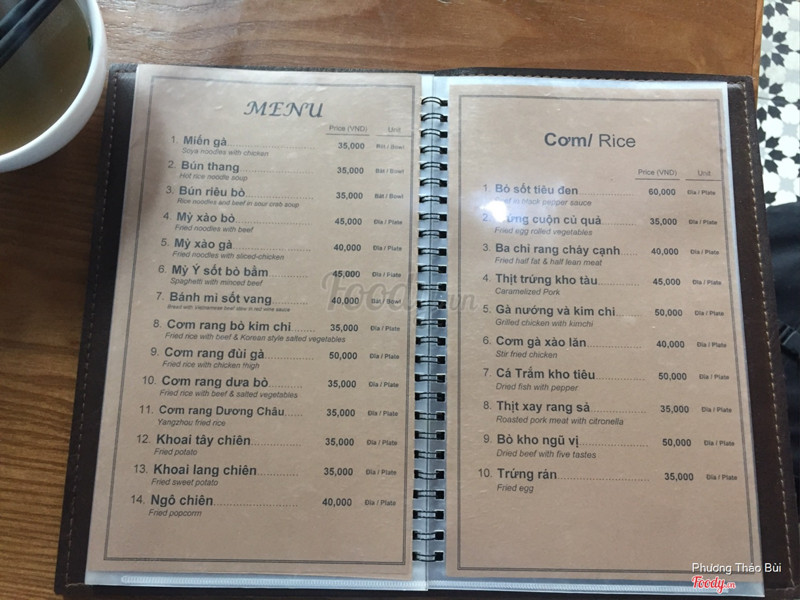 MENU
Price (VND) Unit
1. Miến gà 35,000 Bát / Bowl
Soya noodles with chicken
2. Bún thang 35,000 Bát / Bowl
Hot rice noodle soup
3. Bún riêu bò 35,000 Bát / Bowl
Rice noodles and beef in sour crab soup
4. Mỳ xào bò 45,000 Đĩa / Plate
Fried noodles with beef
5. Mỳ xào gà 40,000 Đĩa / Plate
Fried noodles with sliced-chicken
6. Mỳ Ý sốt bò bằm 45,000 Đĩa / Plate
Spaghetti with minced beef
7. Bánh mì sốt vang 40,000 Bát / Bowl
Bread with vietnamese beef stew in red wine sauce
8. Cơm rang bò kim chi 35,000 Đĩa / Plate
Fried rice with beef & Korean style salted vegetables
9. Cơm rang đùi gà 50,000 Đĩa / Plate
Fried rice with chicken thigh
10. Cơm rang dưa bò 35,000 Đĩa / Plate
Fried rice with beef & salted vegetables
11. Cơm rang Dương Châu 35,000 Đĩa / Plate
Yangzhou fried rice
12. Khoai tây chiên 35,000 Đĩa / Plate
Fried potato
13. Khoai lang chiên 35,000 Đĩa / Plate
Fried sweet potato
14. Ngô chiên 40,000 Đĩa / Plate
Fried popcorn
Cơm/ Rice
Price (VND) Unit
1. Bò sốt tiêu đen 60,000 Đĩa / Plate
in black pepper sauce
2. cuộn củ quả 35,000 Đĩa / Plate
Fried egg rolled vegetables
3. Ba chỉ rang cháy cạnh 40,000 Đĩa / Plate
Fried half fat & half lean meat
4. Thịt trứng kho tàu 45,000 Đĩa / Plate
Caramelized Pork
5. Gà nướng và kim chi 50,000 Đĩa / Plate
Grilled chicken with kimchi
6. Cơm gà xào lăn 40,000 Đĩa / Plate
Stir fried chicken
7. Cá Trắm kho tiêu 50,000 Đĩa / Plate
Dried fish with pepper
8. Thịt xay rang sả 35,000 Đĩa / Plate
Roasted pork meat with citronella
9. Bò kho ngũ vị 50,000 Đĩa / Plate
Dried beef with five tastes
10. Trứng rán 35,000 Đĩa / Plate
Fried egg
Foody.vn
Phương Thảo Bùi
Foody.vn